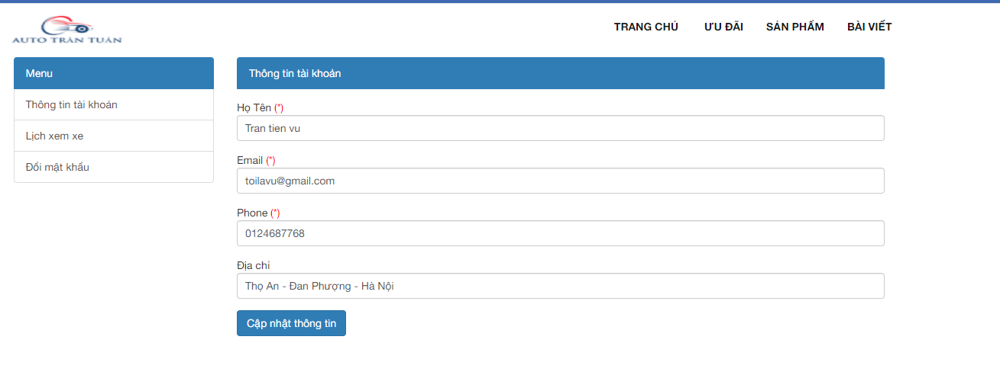 AUTO TRẦN TUẤN
TRANG CHỦ ƯU ĐÃI SẢN PHẨM BÀI VIẾT
Menu
Thông tin tài khoản
Lịch xem xe
Đổi mật khẩu
Thông tin tài khoản
Họ Tên (*)
Tran tien vu
Email (*)
toilavu@gmail.com
Phone (*)
0124687768
Địa chỉ
Thọ An - Đan Phượng - Hà Nội
Cập nhật thông tin